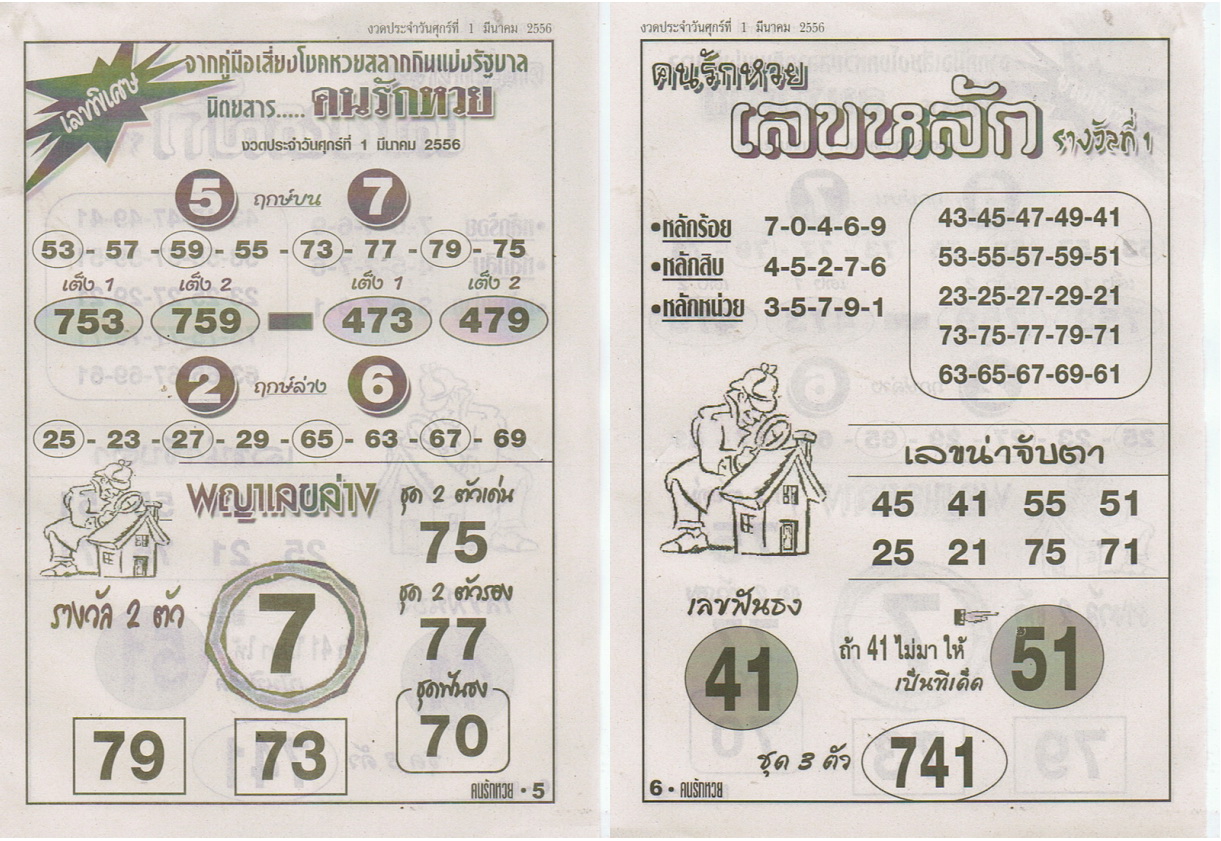 งวดประจำวันศุกร์ที่ 1 มีนาคม 2556
เลขพิเศษ
จากคู่มือเสี่ยงโชคหวยสลากกินแบ่งรัฐบาล
นิตยสาร..... คนรักหวย
งวดประจำวันศุกร์ที่ 1 มีนาคม 2556
5 ฤกษ์บน 7
53 - 57 - 59 - 55 - 73 - 77 - 79 - 75
เต็ง 1 เต็ง 2 เต็ง 1 เต็ง 2
753 759 - 473 479
2 ฤกษ์ล่าง 6
25 - 23 - 27 - 29 - 65 - 63 - 67 - 69
พญาเลขล่าง
ชุด 2 ตัวเด่น
75
รางวัล 2 ตัว
7
ชุด 2 ตัวรอง
77
ชุดฟันธง
70
79 73
คนรักหวย • 5
งวดประจำวันศุกร์ที่ 1 มีนาคม 2556
คนรักหวย
เลขหลัก รางวัลที่ 1
•หลักร้อย 7-0-4-6-9
•หลักสิบ 4-5-2-7-6
•หลักหน่วย 3-5-7-9-1
43-45-47-49-41
53-55-57-59-51
23-25-27-29-21
73-75-77-79-71
63-65-67-69-61
เลขน่าจับตา
45 41 55 51
25 21 75 71
เลขฟันธง
41
ถ้า 41 ไม่มา ให้
เป็นทีเด็ด
51
ชุด 3 ตัว 741
6 • คนรักหวย